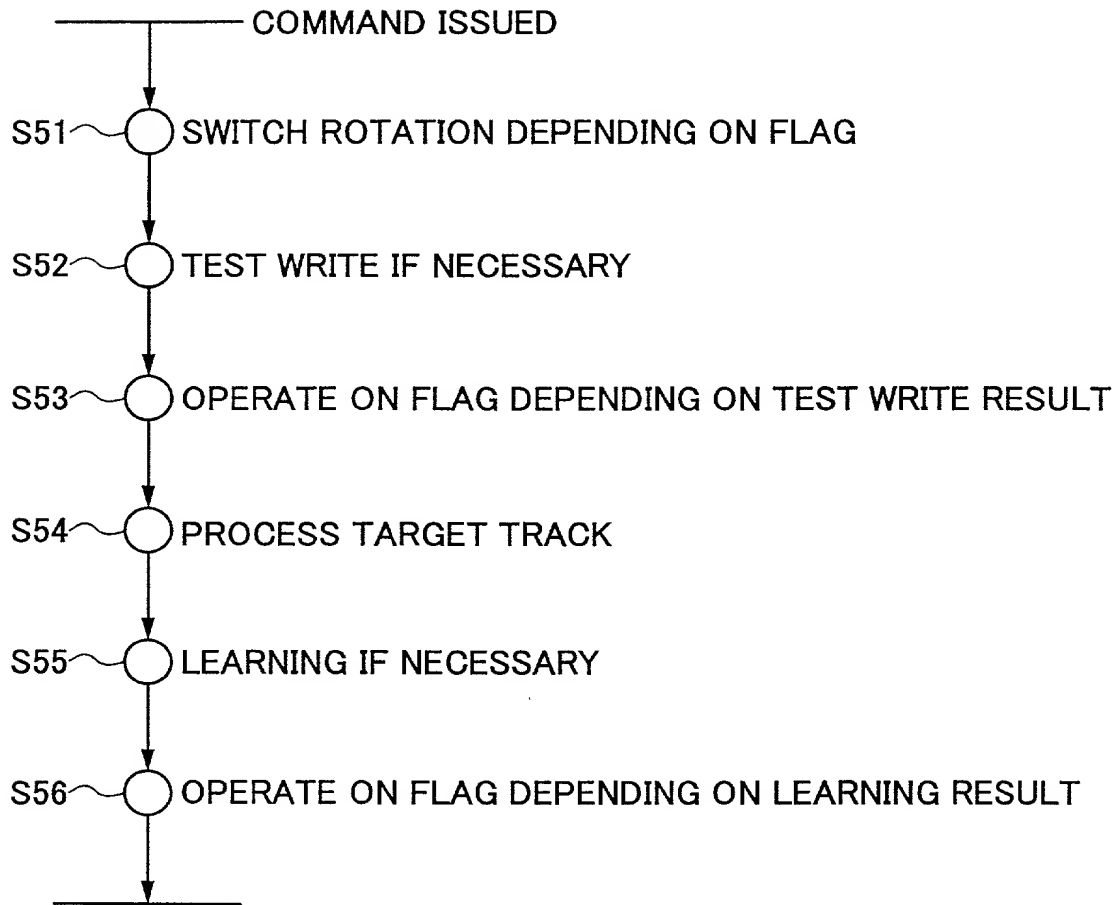 COMMAND ISSUED
S51 SWITCH ROTATION DEPENDING ON FLAG
S52 TEST WRITE IF NECESSARY
S53 OPERATE ON FLAG DEPENDING ON TEST WRITE RESULT
S54 PROCESS TARGET TRACK
S55 LEARNING IF NECESSARY
S56 OPERATE ON FLAG DEPENDING ON LEARNING RESULT